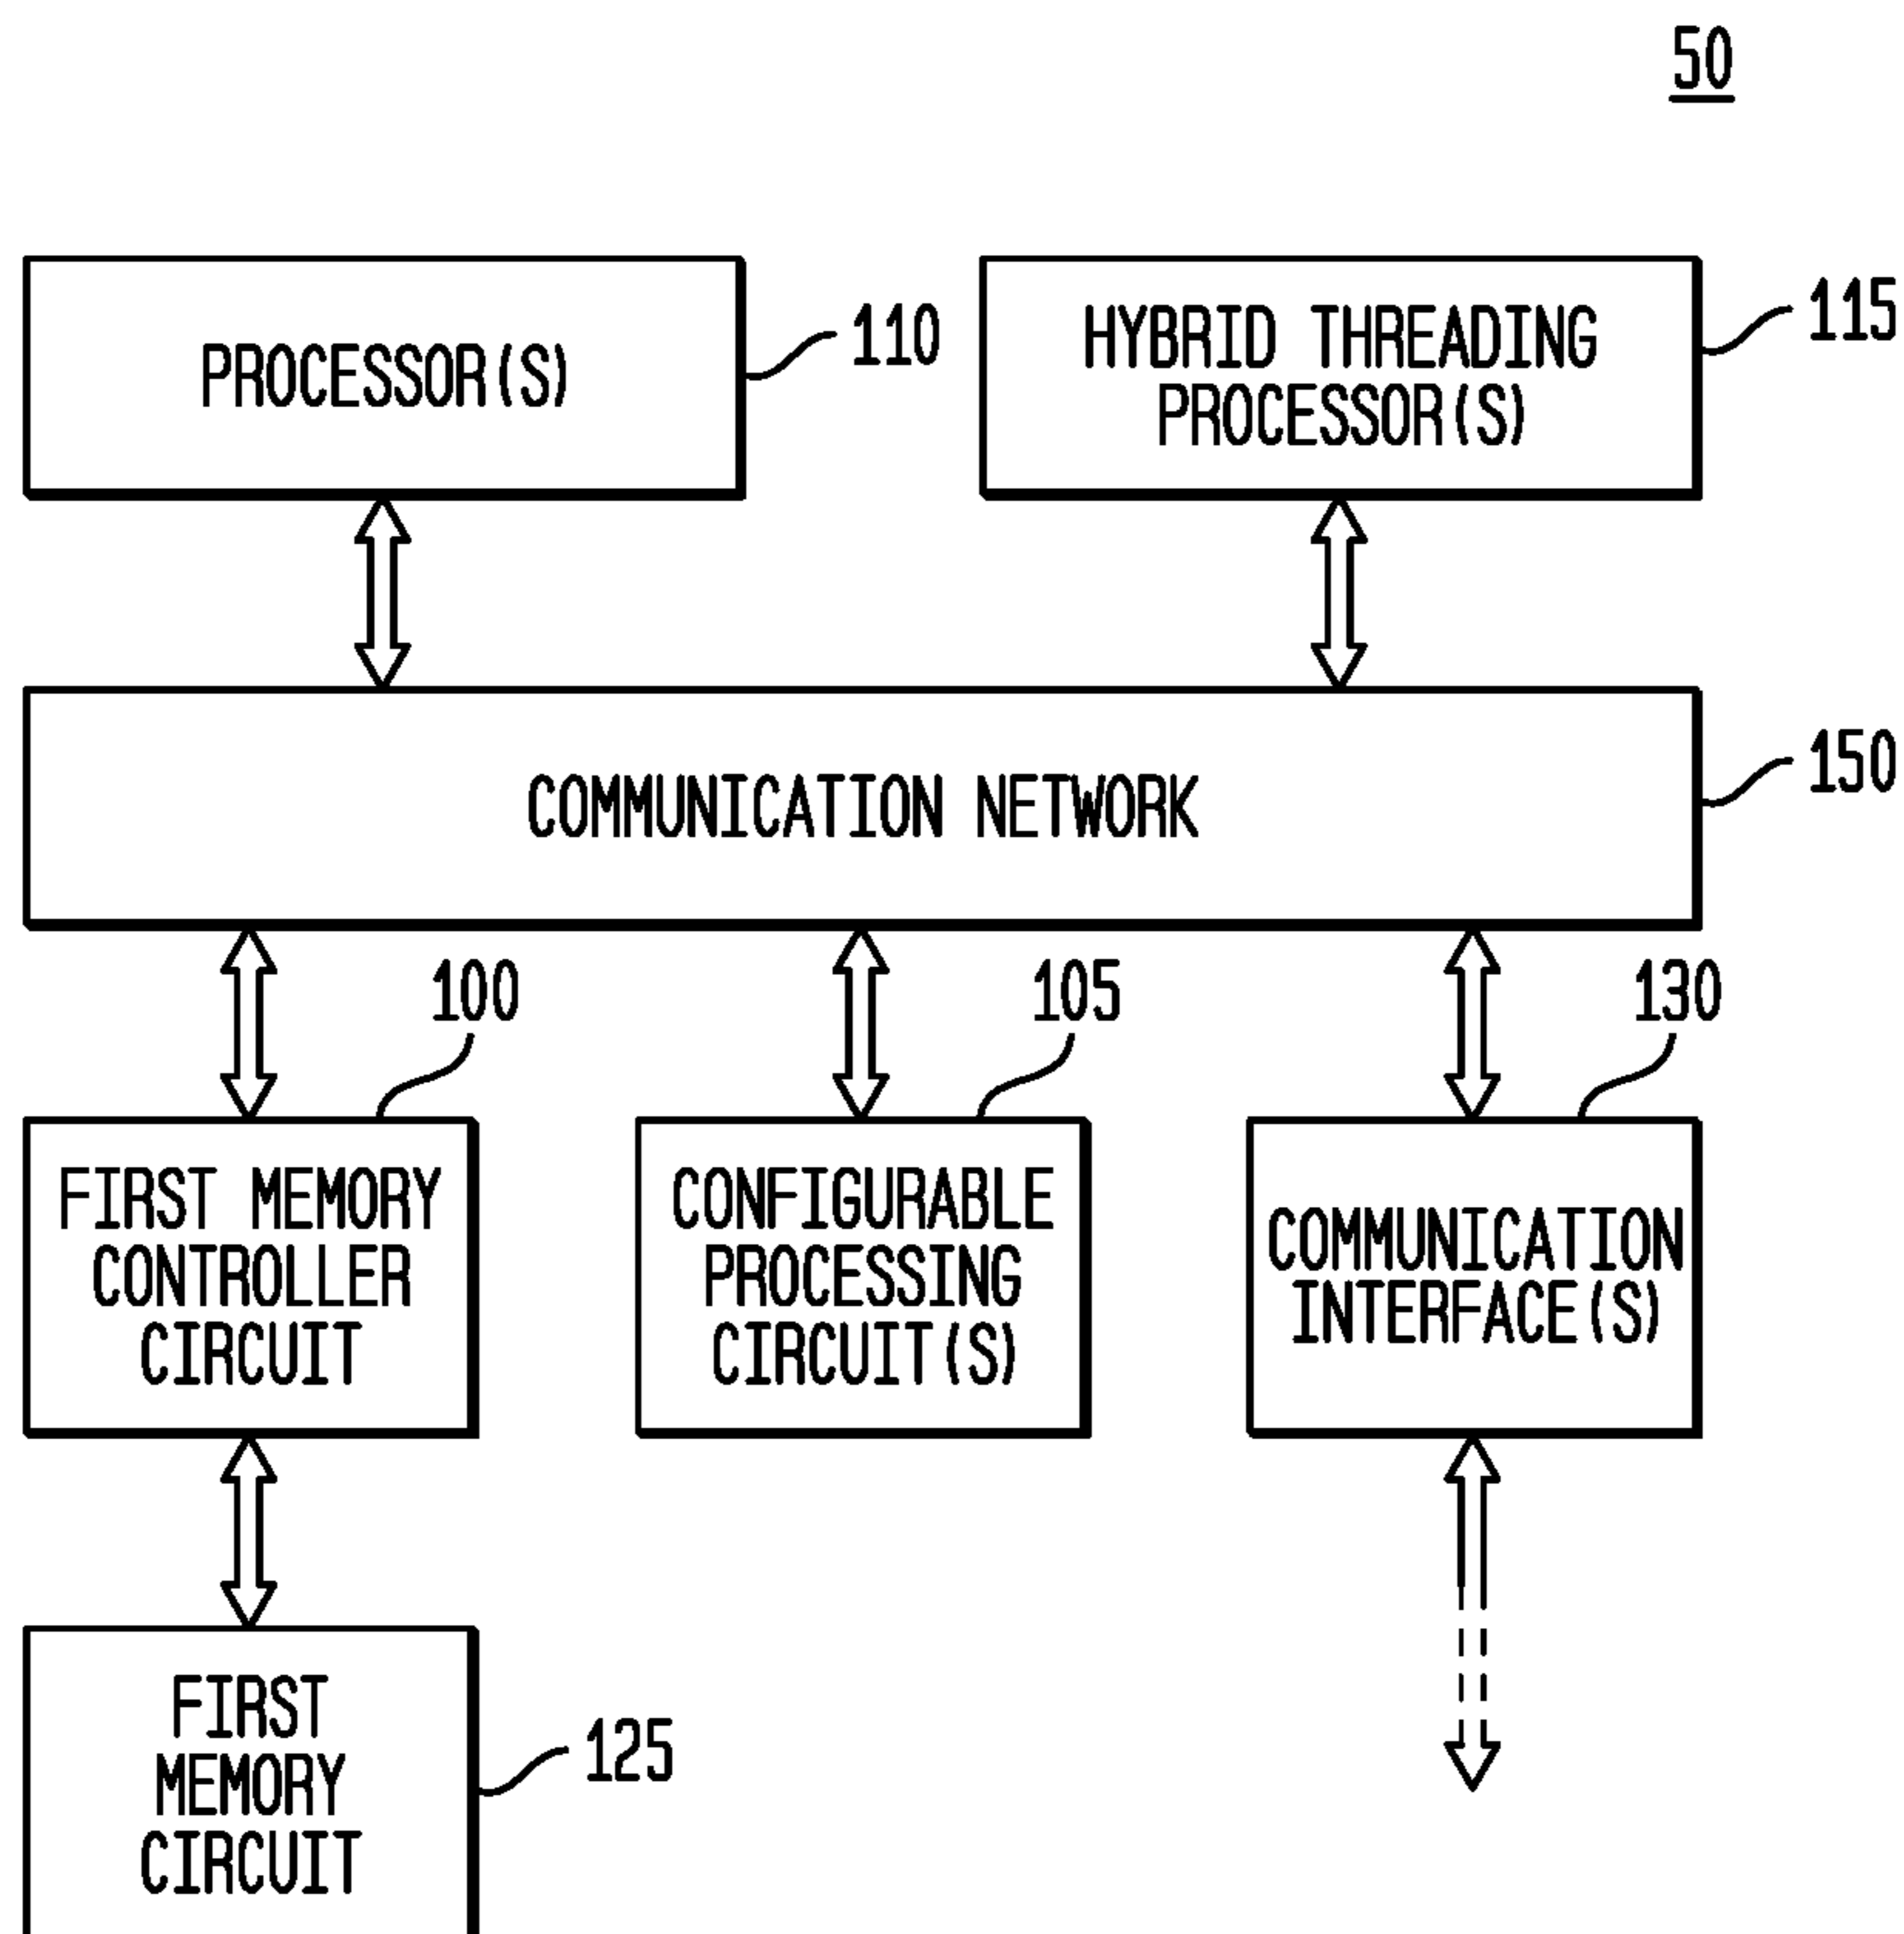 50
PROCESSOR(S)
110
HYBRID THREADING
PROCESSOR(S)
115
COMMUNICATION NETWORK
150
100
105
130
FIRST MEMORY
CONTROLLER
CIRCUIT
CONFIGURABLE
PROCESSING
CIRCUIT(S)
COMMUNICATION
INTERFACE(S)
FIRST
MEMORY
CIRCUIT
125